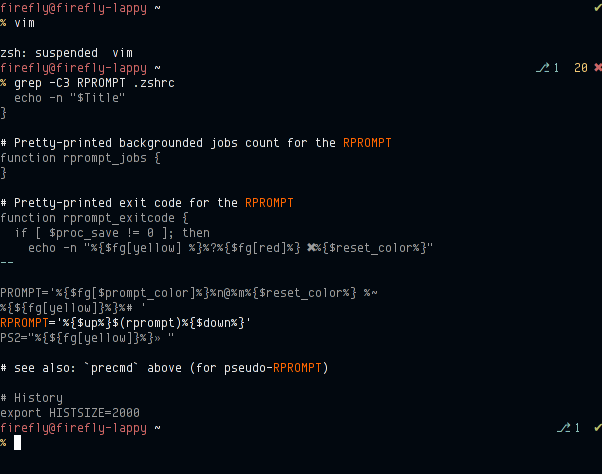 firefly@firefly-lappy ~ ✔
% vim
zsh: suspended  vim
firefly@firefly-lappy ~ ⎇ 1  20 ✖
% grep -C3 RPROMPT .zshrc
  echo -n "$Title"
}
# Pretty-printed backgrounded jobs count for the RPROMPT
function rprompt_jobs {
}
# Pretty-printed exit code for the RPROMPT
function rprompt_exitcode {
  if [ $proc_save != 0 ]; then
    echo -n "%{$fg[yellow] %}%?%{$fg[red]%} ✖%{$reset_color%}"
--
PROMPT='%{$fg[$prompt_color]%}%n@%m%{$reset_color%} %~
%{${fg[yellow]}%}%# '
RPROMPT='%{$up%}$(rprompt)%{$down%}'
PS2="%{${fg[yellow]}%}» "
# see also: `precmd` above (for pseudo-RPROMPT)
# History
export HISTSIZE=2000
firefly@firefly-lappy ~ ⎇ 1 ✔
%